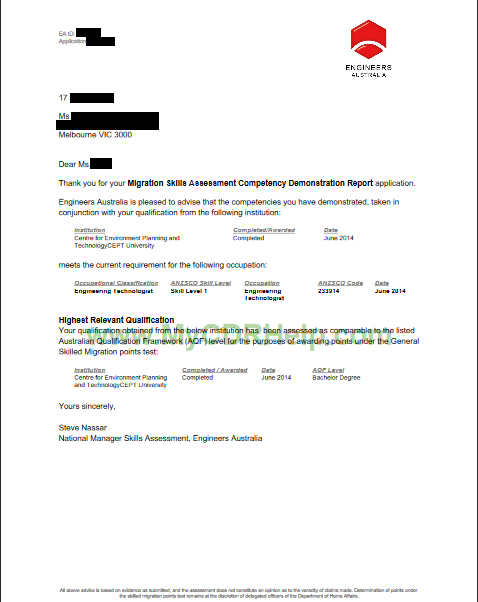 EA ID:
Application
ENGINEERS
AUSTRALIA
17
Ms
Melbourne VIC 3000
Dear Ms
Thank you for your Migration Skills Assessment Competency Demonstration Report application.
Engineers Australia is pleased to advise that the competencies you have demonstrated, taken in
conjunction with your qualification from the following institution:
Institution Completed/Awarded Date
Centre for Environment Planning and Completed June 2014
TechnologyCEPT University
meets the current requirement for the following occupation:
Occupational Classification ANZSCO Skill Level Occupation ANZSCO Code Date
Engineering Technologist Skill Level 1 Engineering 233914 June 2014
Technologist
Highest Relevant Qualification
Your qualification obtained from the below institution has been assessed as comparable to the listed
www.MyCDRHelp.com
Australian Qualification Framework (AQF) level for the purposes of awarding points under the General
Skilled Migration points test:
Institution Completed / Awarded Date AQF Level
Centre for Environment Planning Completed June 2014 Bachelor Degree
and TechnologyCEPT University
Yours sincerely,
Steve Nassar
National Manager Skills Assessment, Engineers Australia
All above advice is based on evidence as submitted, and the assessment does not constitute an opinion as to the veracity of claims made. Determination of points under
the skilled migration points test remains at the discretion of delegated officers of the Department of Home Affairs.